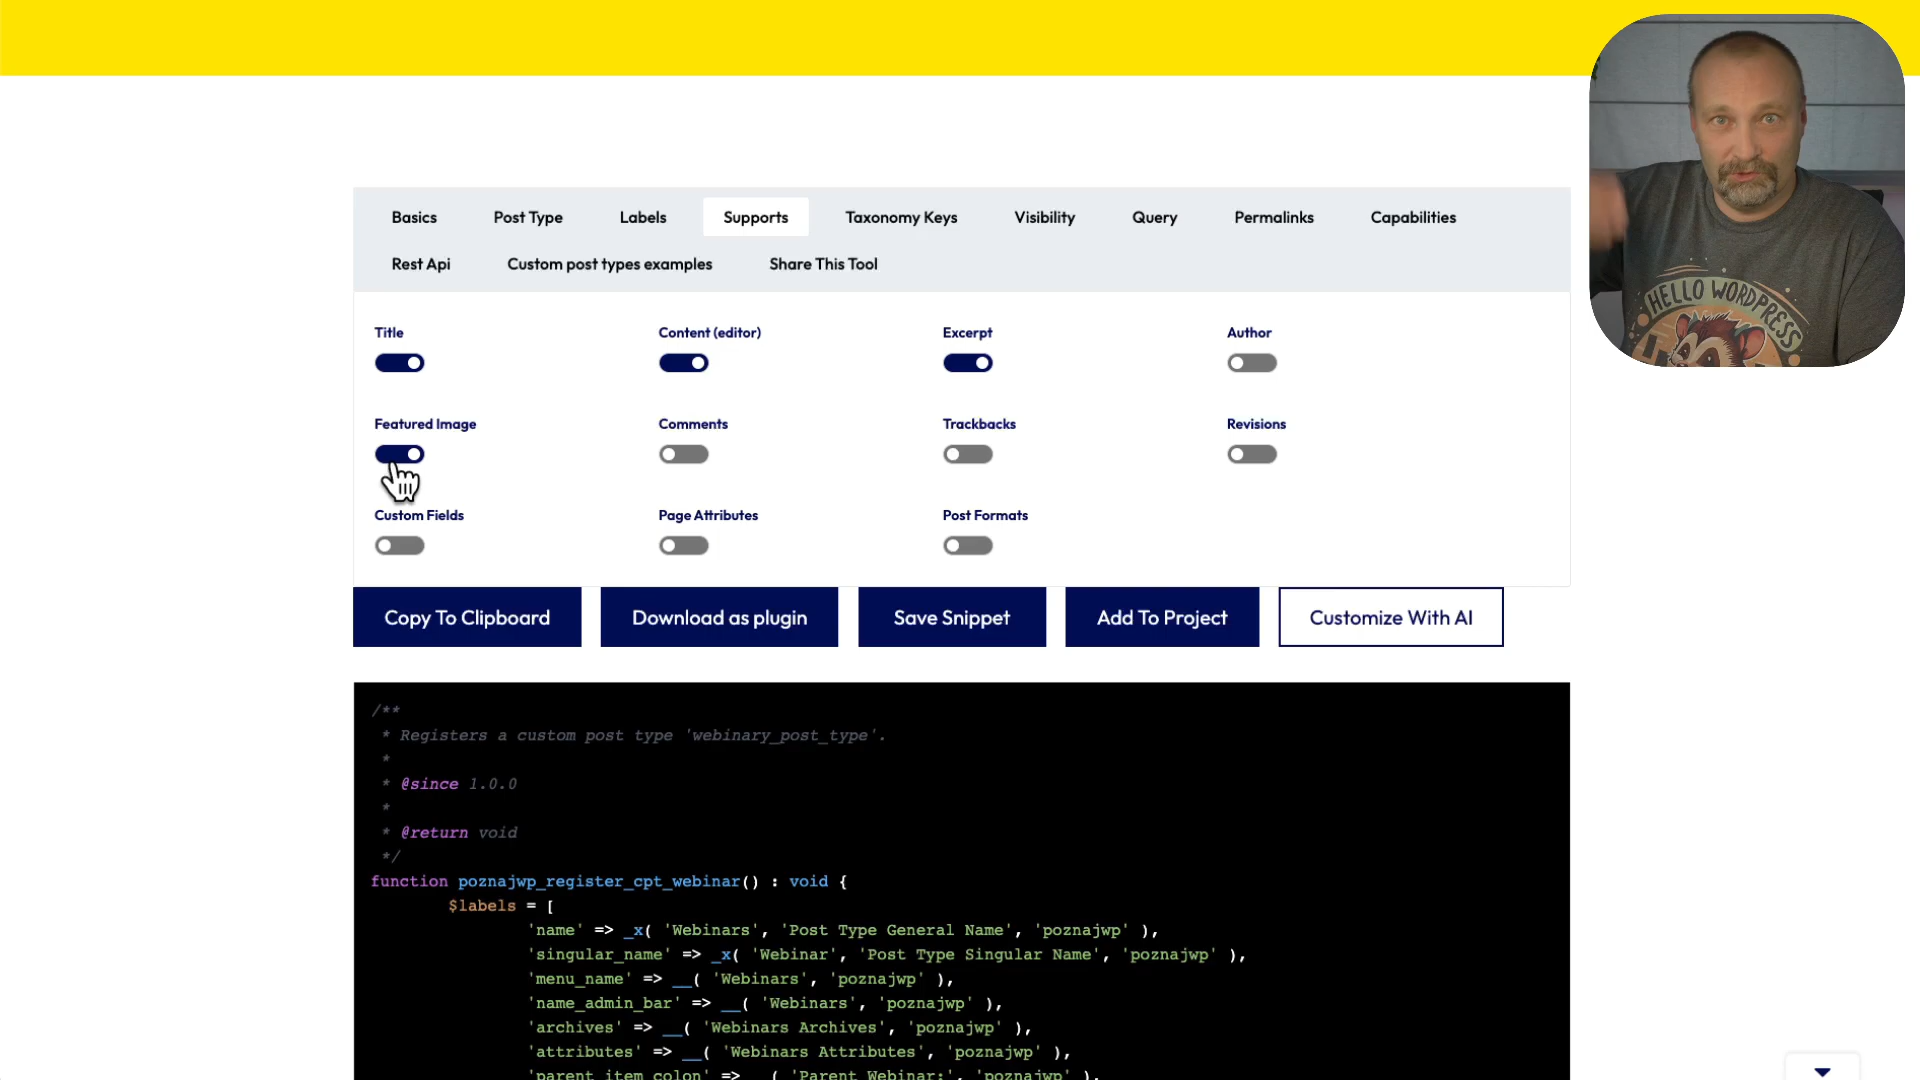 HELLO WORDPRESS
Basics Post Type Labels Supports Taxonomy Keys Visibility Query Permalinks Capabilities
Rest Api Custom post types examples Share This Tool
Title Content (editor) Excerpt Author
Featured Image Comments Trackbacks Revisions
Custom Fields Page Attributes Post Formats
Copy To Clipboard Download as plugin Save Snippet Add To Project Customize With AI
/**
* Registers a custom post type 'webinary_post_type'.
*
* @since 1.0.0
*
* @return void
*/
function poznajwp_register_cpt_webinar() : void {
$labels = [
'name' => _x( 'Webinars', 'Post Type General Name', 'poznajwp' ),
'singular_name' => _x( 'Webinar', 'Post Type Singular Name', 'poznajwp' ),
'menu_name' => __( 'Webinars', 'poznajwp' ),
'name_admin_bar' => __( 'Webinars', 'poznajwp' ),
'archives' => __( 'Webinars Archives', 'poznajwp' ),
'attributes' => __( 'Webinars Attributes', 'poznajwp' ),
'parent_item_colon' => __( 'Parent Webinar:', 'poznajwp' ),